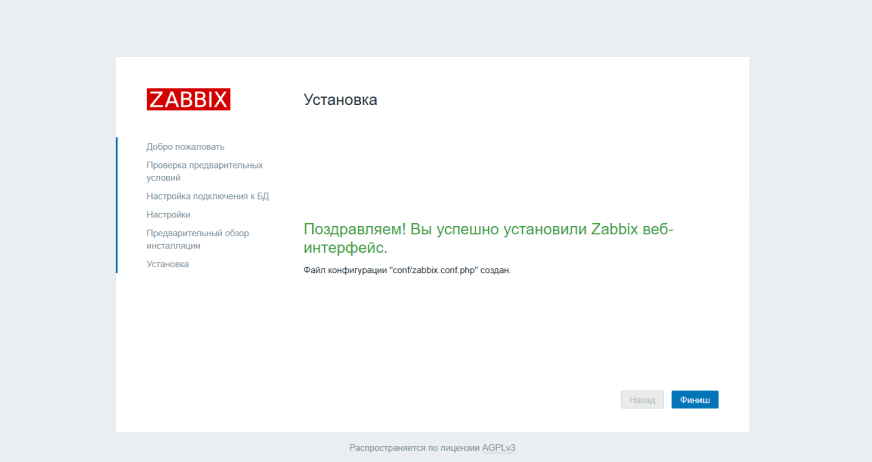 ZABBIX
Установка
Добро пожаловать
Проверка предварительных
условий
Настройка подключения к БД
Настройки
Предварительный обзор
инсталляции
Установка
Поздравляем! Вы успешно установили Zabbix веб-
интерфейс.
Файл конфигурации "conf/zabbix.conf.php" создан.
Назад
Финиш
Распространяется по лицензии AGPLv3